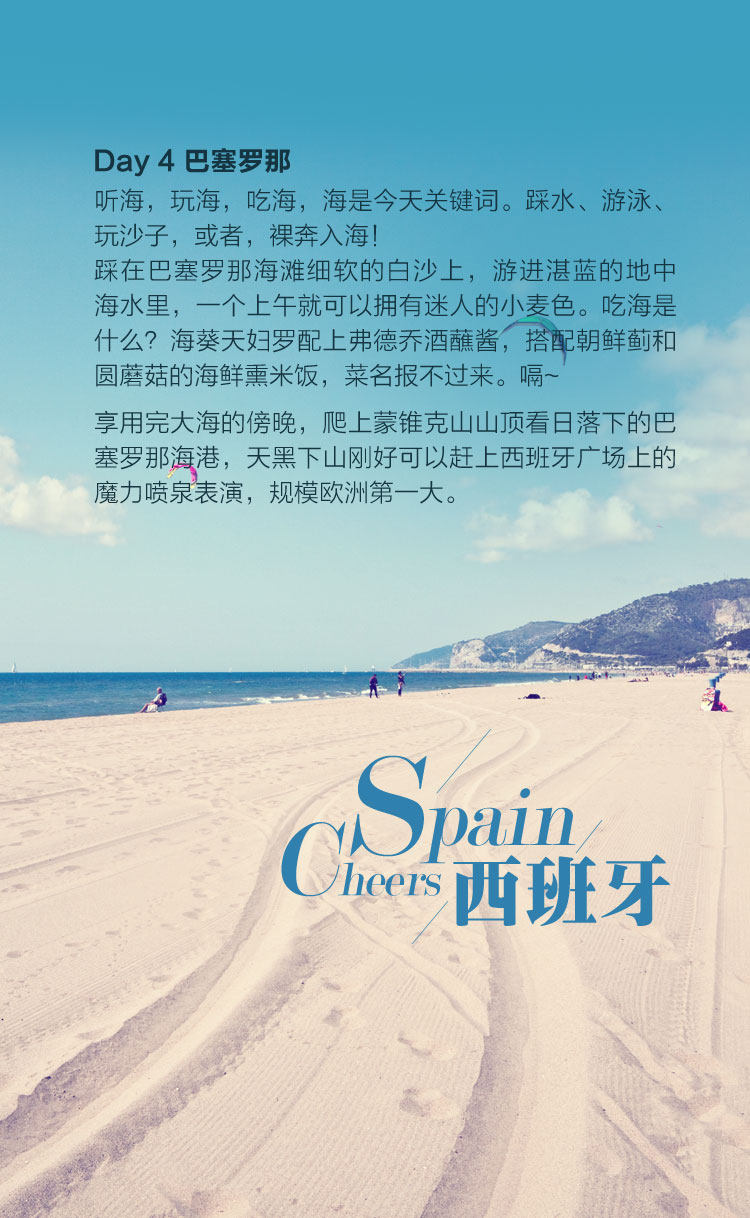 Day 4 巴塞罗那
听海，玩海，吃海，海是今天关键词。踩水、游泳、
玩沙子，或者，裸奔入海！
踩在巴塞罗那海滩细软的白沙上，游进湛蓝的地中
海水里，一个上午就可以拥有迷人的小麦色。吃海是
什么？海葵天妇罗配上弗德乔酒蘸酱，搭配朝鲜蓟和
圆蘑菇的海鲜熏米饭，菜名报不过来。嗝~
享用完大海的傍晚，爬上蒙锥克山山顶看日落下的巴
塞罗那海港，天黑下山刚好可以赶上西班牙广场上的
魔力喷泉表演，规模欧洲第一大。
Spain
Cheers 西班牙